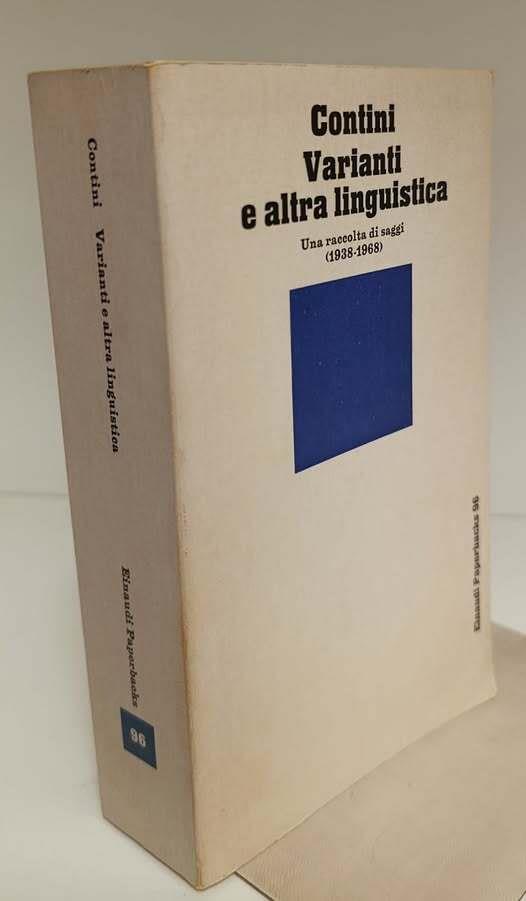 Contini
Varianti
e altra linguistica
Una raccolta di saggi
(1938-1968)
Einaudi Paperbacks 96
Contini Varianti e altra linguistica
Einaudi Paperbacks
96